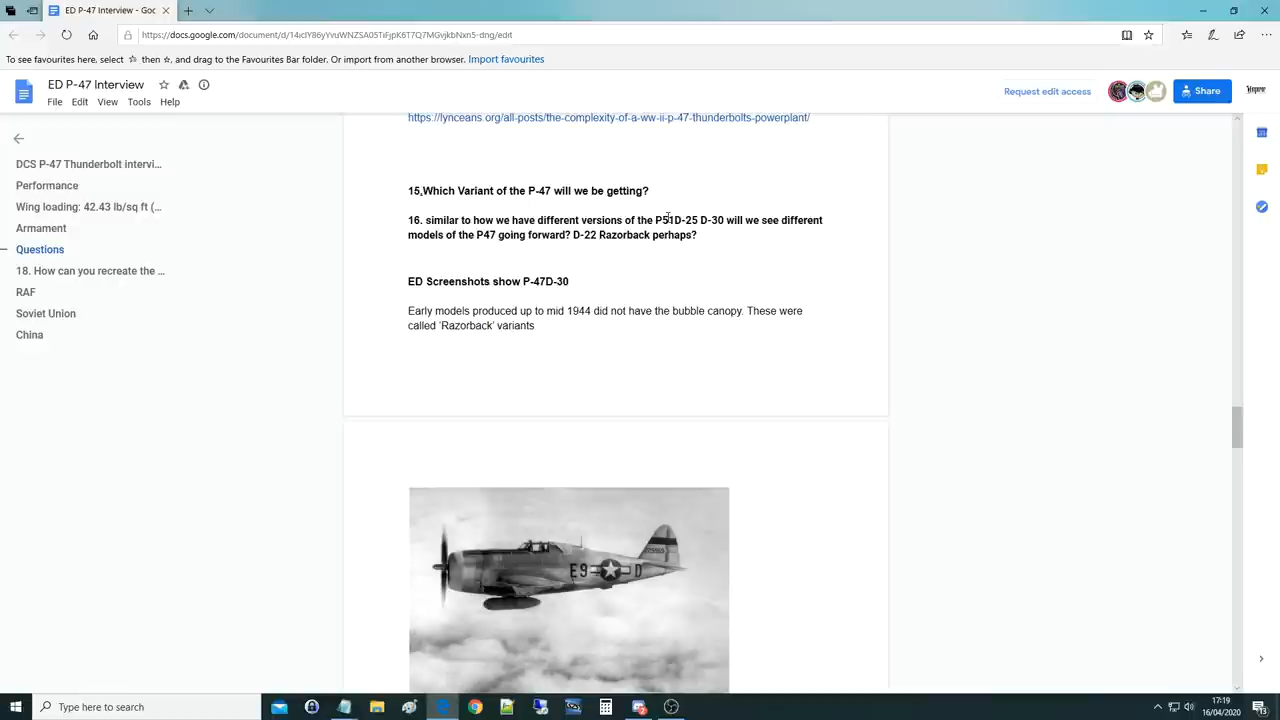 ED P-47 Interview - Goc
https://docs.google.com/document/d/14iclY86yYvuWNZSA05TiFjpK6T7Q7MGvjkbNxn5-dng/edit
To see favourites here, select ☆ then ☆, and drag to the Favourites Bar folder. Or import from another browser. Import favourites
ED P-47 Interview
Request edit access
Share
File Edit View Tools Help
https://lynceans.org/all-posts/the-complexity-of-a-ww-ii-p-47-thunderbolts-powerplant/
DCS P-47 Thunderbolt intervi...
Performance
Wing loading: 42.43 lb/sq ft (...
Armament
Questions
18. How can you recreate the ...
RAF
Soviet Union
China
15.Which Variant of the P-47 will we be getting?
16. similar to how we have different versions of the P51D-25 D-30 will we see different
models of the P47 going forward? D-22 Razorback perhaps?
ED Screenshots show P-47D-30
Early models produced up to mid 1944 did not have the bubble canopy. These were
called 'Razorback' variants
E9 D
Type here to search
17:19
16/04/2020